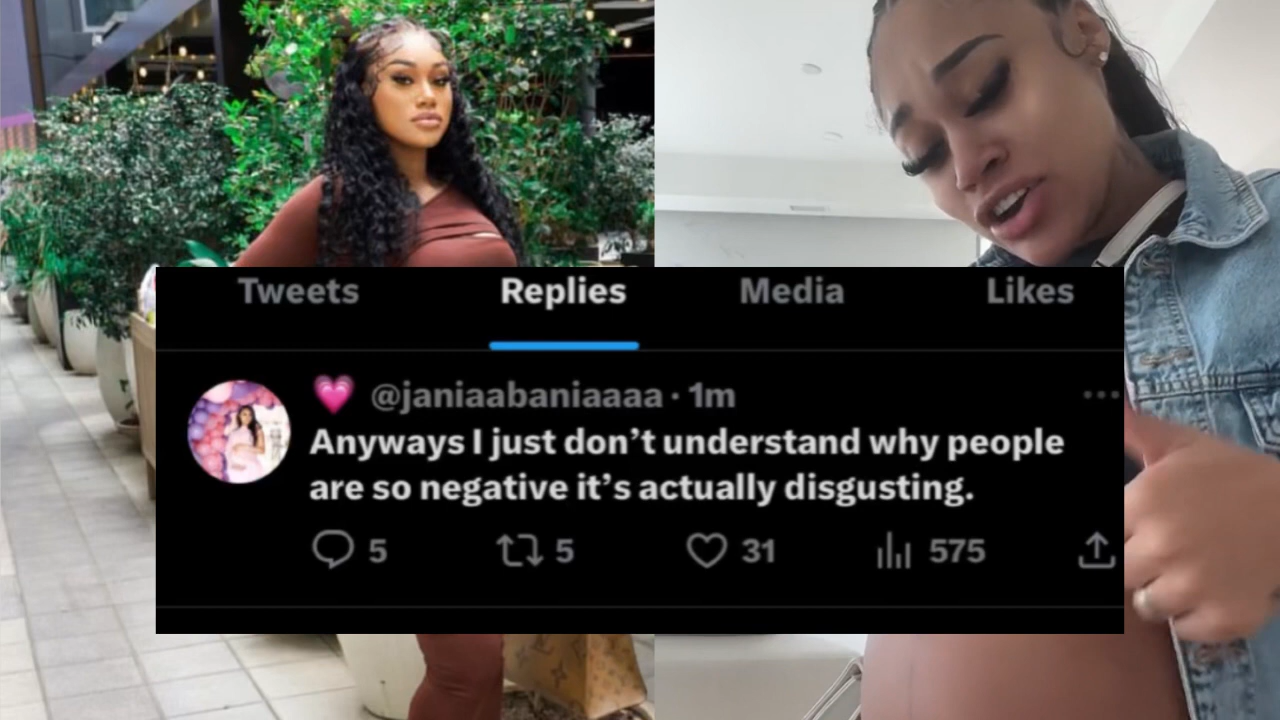 Tweets Replies Media Likes
💗 @janiaabaniaaaa · 1m
Anyways I just don’t understand why people
are so negative it’s actually disgusting.
5 5 31 575